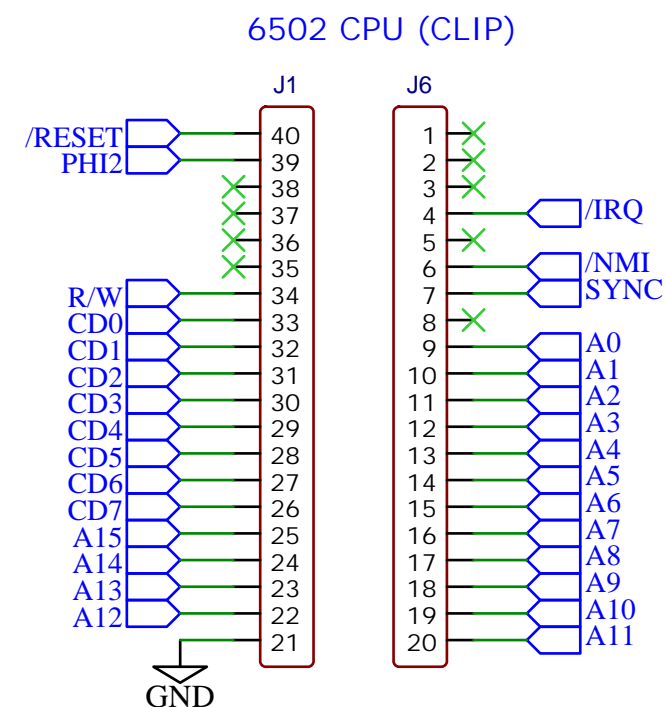 6502 CPU (CLIP)
J1
/RESET 40
PHI2 39
38
37
36
35
R/W 34
CD0 33
CD1 32
CD2 31
CD3 30
CD4 29
CD5 28
CD6 27
CD7 26
A15 25
A14 24
A13 23
A12 22
21
GND
J6
1
2
3
4 /IRQ
5
6 /NMI
7 SYNC
8
9 A0
10 A1
11 A2
12 A3
13 A4
14 A5
15 A6
16 A7
17 A8
18 A9
19 A10
20 A11